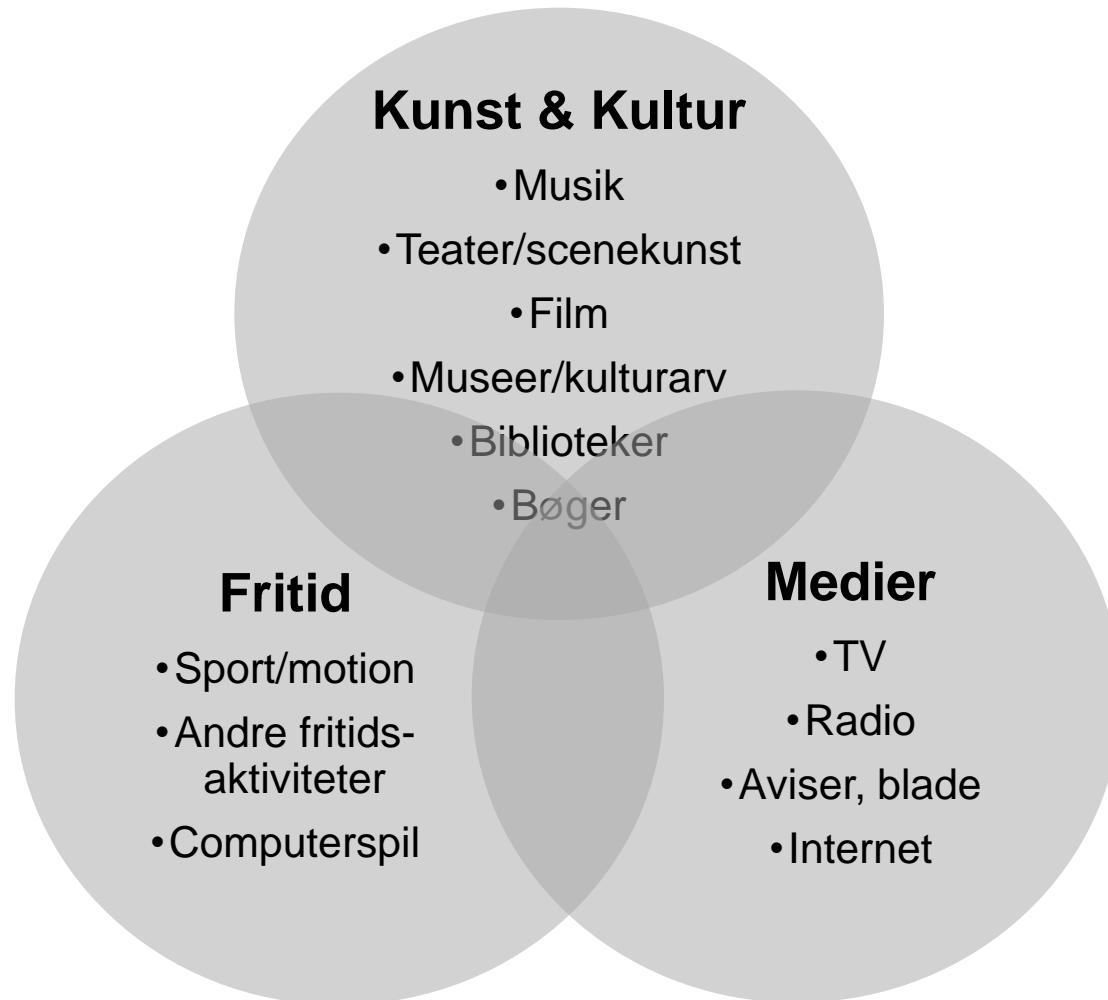 Kunst & Kultur
•Musik
•Teater/scenekunst
•Film
•Museer/kulturarv
•Biblioteker
•Bøger
Fritid
•Sport/motion
•Andre fritids-
aktiviteter
•Computerspil
Medier
•TV
•Radio
•Aviser, blade
•Internet